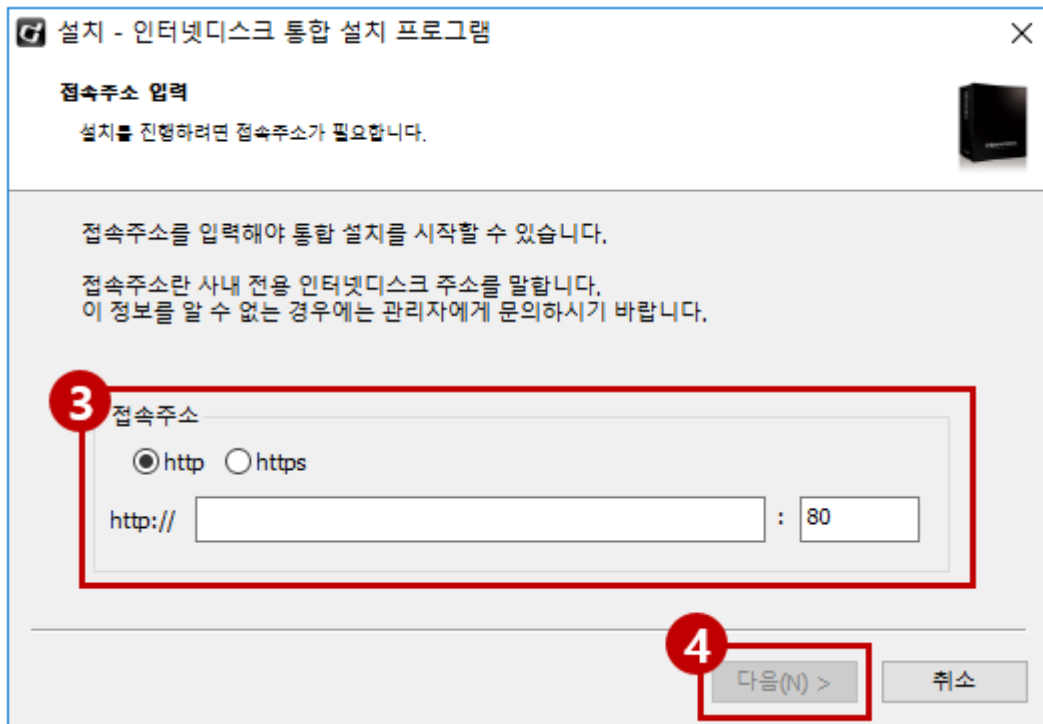 설치 - 인터넷디스크 통합 설치 프로그램
접속주소 입력
설치를 진행하려면 접속주소가 필요합니다.
접속주소를 입력해야 통합 설치를 시작할 수 있습니다.
접속주소란 사내 전용 인터넷디스크 주소를 말합니다.
이 정보를 알 수 없는 경우에는 관리자에게 문의하시기 바랍니다.
3
접속주소
http https
http:// : 80
4
다음(N) > 취소